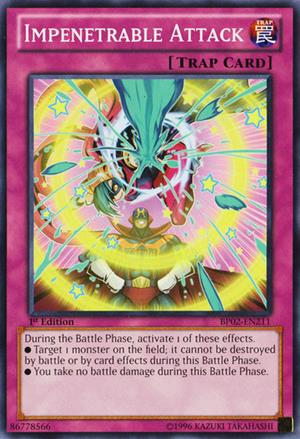 IMPENETRABLE ATTACK
TRAP
罠
[TRAP CARD]
1st Edition
BP02-EN211
During the Battle Phase, activate 1 of these effects.
● Target 1 monster on the field; it cannot be destroyed
by battle or by card effects during this Battle Phase.
● You take no battle damage during this Battle Phase.
86778566
©1996 KAZUKI TAKAHASHI